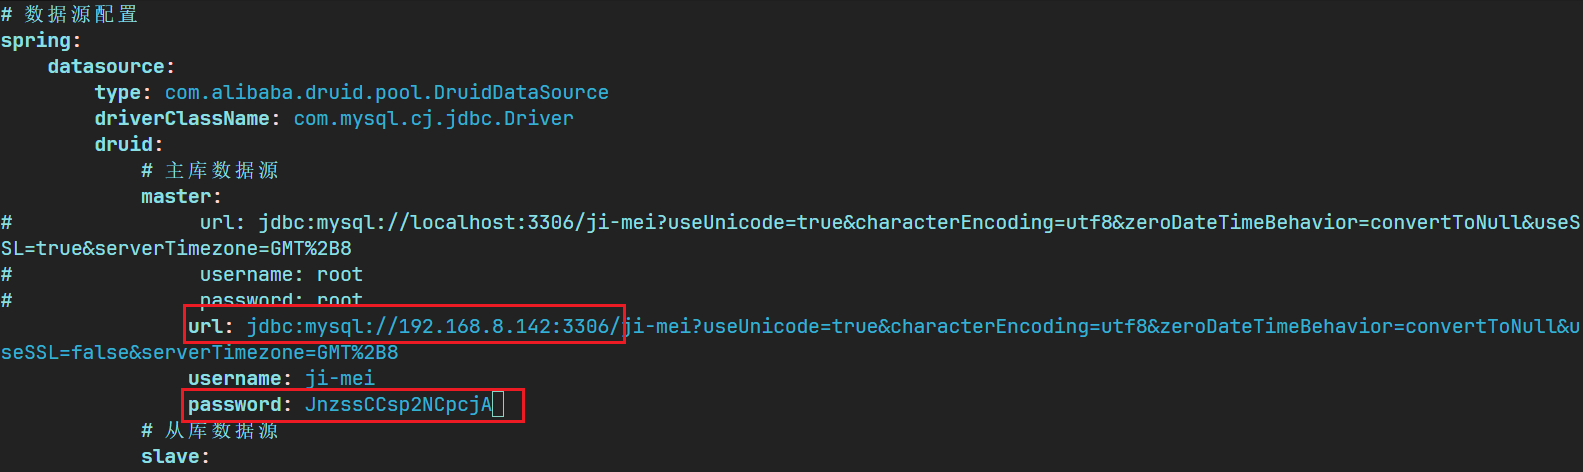 # 数据源配置
spring:
    datasource:
        type: com.alibaba.druid.pool.DruidDataSource
        driverClassName: com.mysql.cj.jdbc.Driver
        druid:
            # 主库数据源
            master:
#                url: jdbc:mysql://localhost:3306/ji-mei?useUnicode=true&characterEncoding=utf8&zeroDateTimeBehavior=convertToNull&useS
SL=true&serverTimezone=GMT%2B8
#                username: root
#                password: root
                url: jdbc:mysql://192.168.8.142:3306/ji-mei?useUnicode=true&characterEncoding=utf8&zeroDateTimeBehavior=convertToNull&u
seSSL=false&serverTimezone=GMT%2B8
                username: ji-mei
                password: JnzssCCsp2NCpcjA
            # 从库数据源
            slave: